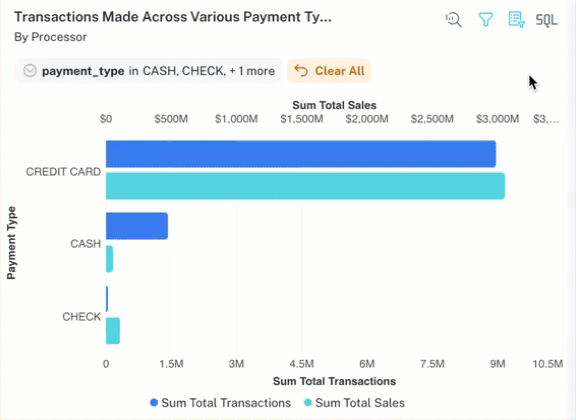 Transactions Made Across Various Payment Ty...
By Processor
SQL
payment_type in CASH, CHECK, + 1 more
Clear All
Sum Total Sales
$0 $500M $1,000M $1,500M $2,000M $2,500M $3,000M $3,...
Payment Type
CREDIT CARD
CASH
CHECK
0 1.5M 3M 4.5M 6M 7.5M 9M 10.5M
Sum Total Transactions
Sum Total Transactions Sum Total Sales